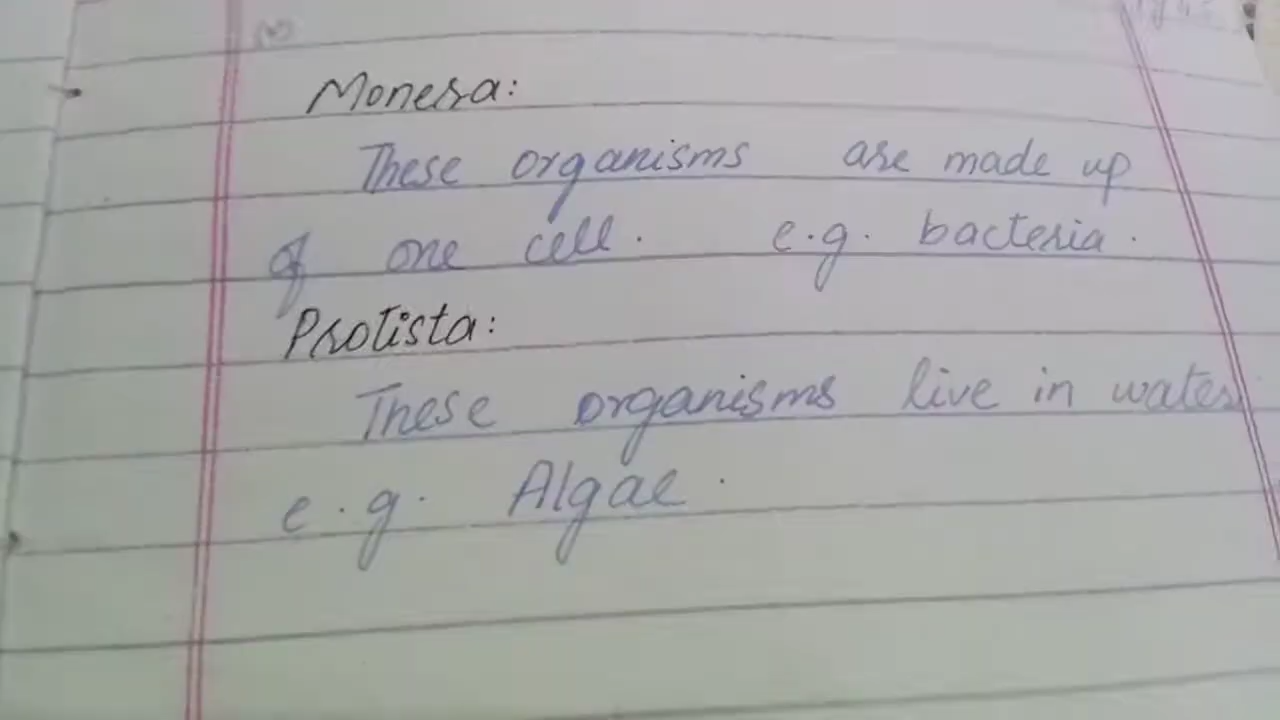 Monera:
These organisms are made up
of one cell. e.g. bacteria.
Protista:
These organisms live in water
e.g. Algae.